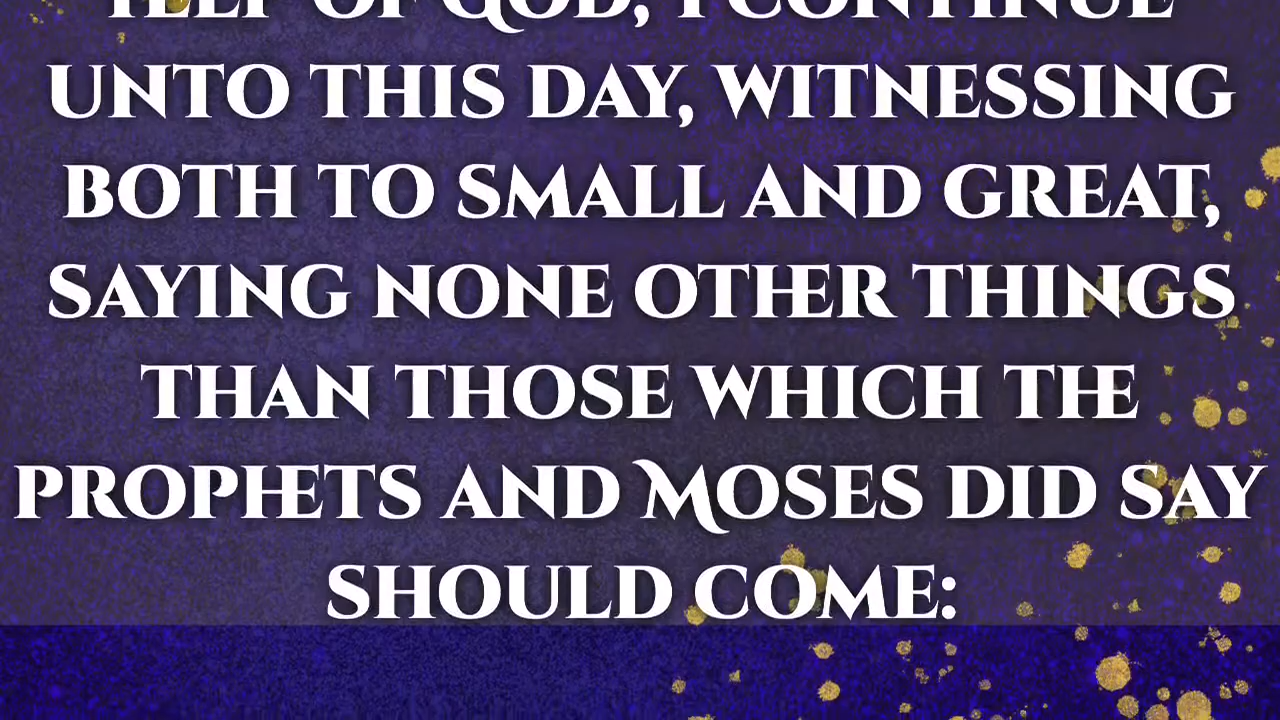 HELP OF GOD, I CONTINUE
UNTO THIS DAY, WITNESSING
BOTH TO SMALL AND GREAT,
SAYING NONE OTHER THINGS
THAN THOSE WHICH THE
PROPHETS AND MOSES DID SAY
SHOULD COME: